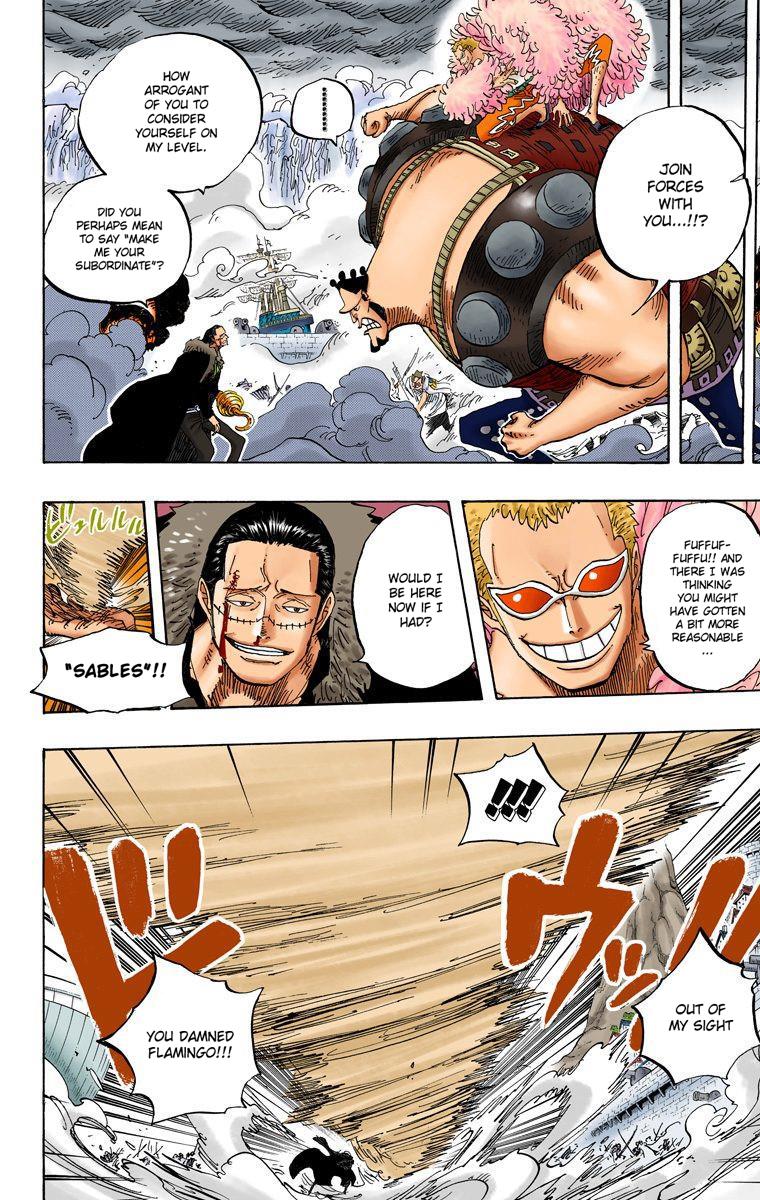 JOIN
FORCES
WITH
YOU...!!?
..........
HOW
ARROGANT
OF YOU TO
CONSIDER
YOURSELF ON
MY LEVEL.
DID YOU
PERHAPS MEAN
TO SAY "MAKE
ME YOUR
SUBORDINATE"?
FUFFUF-
FUFFU!! AND
THERE I WAS
THINKING
YOU MIGHT
HAVE GOTTEN
A BIT MORE
REASONABLE
...
WOULD I
BE HERE
NOW IF I
HAD?
"SABLES"!!
!!!!
OUT OF
MY SIGHT
YOU DAMNED
FLAMINGO!!!